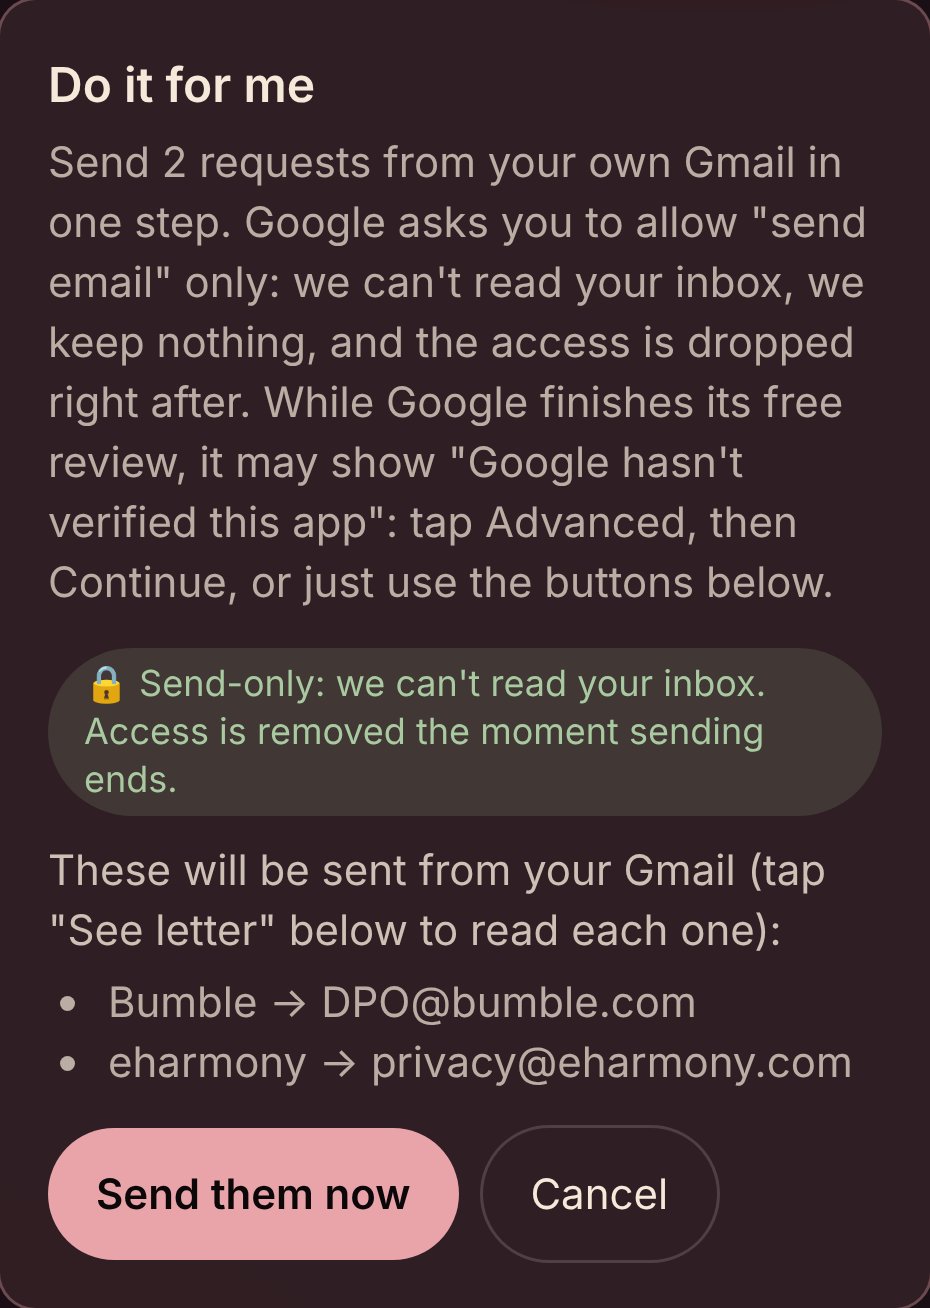 Do it for me
Send 2 requests from your own Gmail in
one step. Google asks you to allow "send
email" only: we can't read your inbox, we
keep nothing, and the access is dropped
right after. While Google finishes its free
review, it may show "Google hasn't
verified this app": tap Advanced, then
Continue, or just use the buttons below.
🔒 Send-only: we can't read your inbox.
Access is removed the moment sending
ends.
These will be sent from your Gmail (tap
"See letter" below to read each one):
• Bumble → DPO@bumble.com
• eharmony → privacy@eharmony.com
Send them now
Cancel